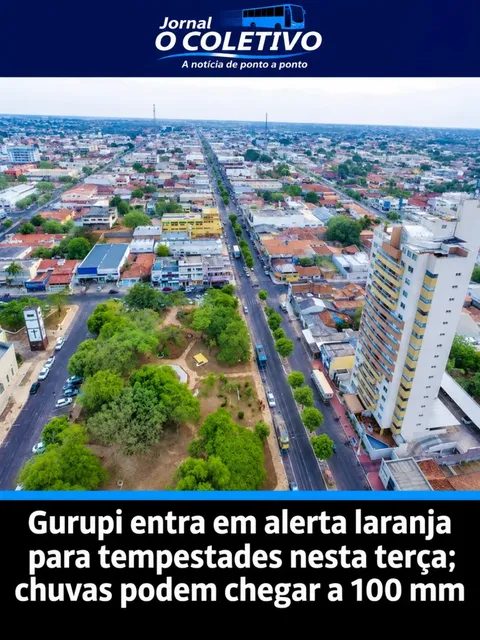 Jornal
O COLETIVO
A notícia de ponto a ponto
Gurupi entra em alerta laranja
para tempestades nesta terça;
chuvas podem chegar a 100 mm